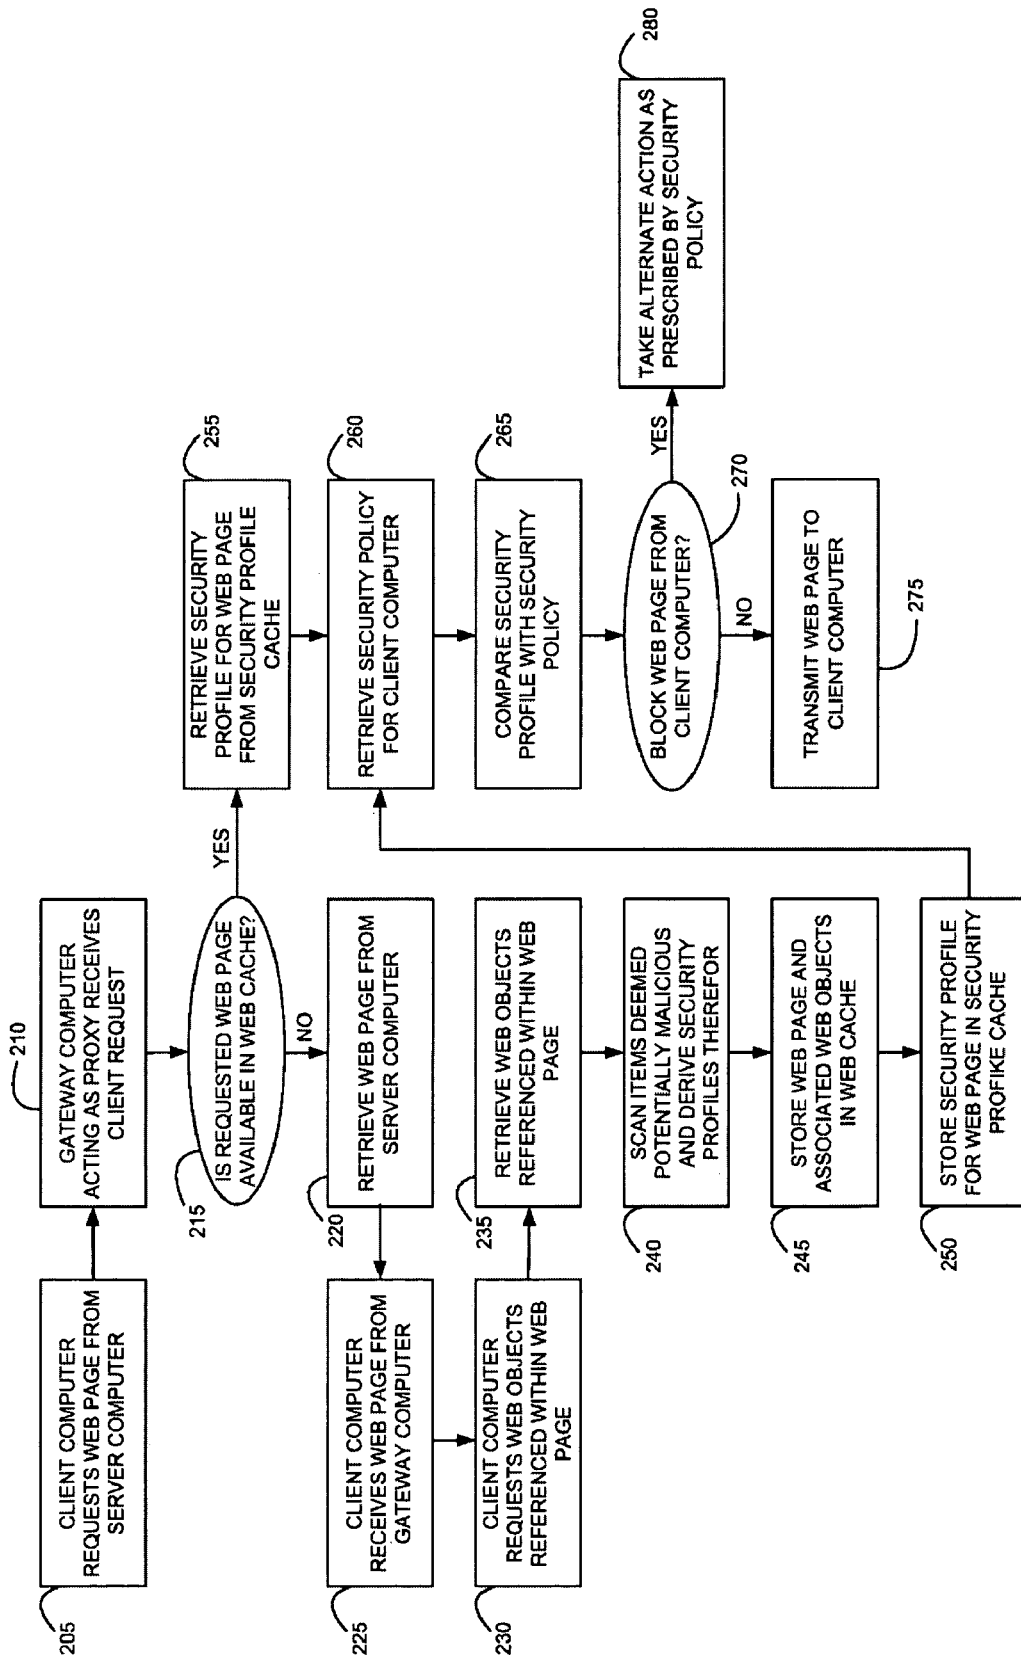 205
CLIENT COMPUTER
REQUESTS WEB PAGE FROM
SERVER COMPUTER
210
GATEWAY COMPUTER
ACTING AS PROXY RECEIVES
CLIENT REQUEST
215
IS REQUESTED WEB PAGE
AVAILABLE IN WEB CACHE?
YES
NO
220
RETRIEVE WEB PAGE FROM
SERVER COMPUTER
225
CLIENT COMPUTER
RECEIVES WEB PAGE FROM
GATEWAY COMPUTER
230
CLIENT COMPUTER
REQUESTS WEB OBJECTS
REFERENCED WITHIN WEB
PAGE
235
RETRIEVE WEB OBJECTS
REFERENCED WITHIN WEB
PAGE
240
SCAN ITEMS DEEMED
POTENTIALLY MALICIOUS
AND DERIVE SECURITY
PROFILES THEREFOR
245
STORE WEB PAGE AND
ASSOCIATED WEB OBJECTS
IN WEB CACHE
250
STORE SECURITY PROFILE
FOR WEB PAGE IN SECURITY
PROFIKE CACHE
255
RETRIEVE SECURITY
PROFILE FOR WEB PAGE
FROM SECURITY PROFILE
CACHE
260
RETRIEVE SECURITY POLICY
FOR CLIENT COMPUTER
265
COMPARE SECURITY
PROFILE WITH SECURITY
POLICY
270
BLOCK WEB PAGE FROM
CLIENT COMPUTER?
YES
NO
275
TRANSMIT WEB PAGE TO
CLIENT COMPUTER
280
TAKE ALTERNATE ACTION AS
PRESCRIBED BY SECURITY
POLICY